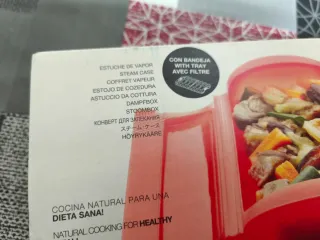 ESTUCHE DE VAPOR
STEAM CASE
COFFRET VAPEUR
ESTOJO DE COZEDURA
ASTUCCIO DA COTTURA
DAMPFBOX
STOOMBOX
КОНВЕРТ ДЛЯ ЗАПЕКАНИЯ
スチームケース
HÖYRYKAARE
CON BANDEJA
WITH TRAY
AVEC FILTRE
COCINA NATURAL PARA UNA
DIETA SANA!
NATURAL COOKING FOR HEALTHY